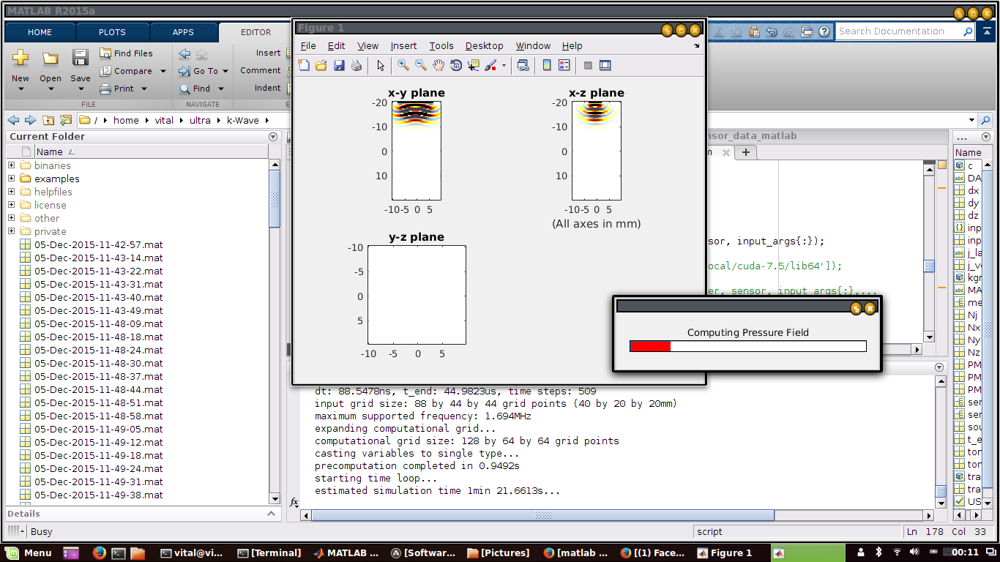 MATLAB R2015a
HOME PLOTS APPS EDITOR
Search Documentation
New Open Save
Find Files
Compare
Print
Go To
Find
Insert
Comment
Indent
FILE NAVIGATE
/ home vital ultra k-Wave
Current Folder
Name
binaries
examples
helpfiles
license
other
private
05-Dec-2015-11-42-57.mat
05-Dec-2015-11-43-14.mat
05-Dec-2015-11-43-22.mat
05-Dec-2015-11-43-31.mat
05-Dec-2015-11-43-40.mat
05-Dec-2015-11-43-49.mat
05-Dec-2015-11-48-09.mat
05-Dec-2015-11-48-18.mat
05-Dec-2015-11-48-24.mat
05-Dec-2015-11-48-30.mat
05-Dec-2015-11-48-37.mat
05-Dec-2015-11-48-44.mat
05-Dec-2015-11-48-51.mat
05-Dec-2015-11-48-58.mat
05-Dec-2015-11-49-05.mat
05-Dec-2015-11-49-12.mat
05-Dec-2015-11-49-18.mat
05-Dec-2015-11-49-24.mat
05-Dec-2015-11-49-31.mat
05-Dec-2015-11-49-38.mat
Details
Busy
Figure 1
File Edit View Insert Tools Desktop Window Help
x-y plane
-20
-10
0
10
-10 -5 0 5
x-z plane
-20
-10
0
10
-10 -5 0 5
(All axes in mm)
y-z plane
-10
-5
0
5
-10 -5 0 5
nsor_data_matlab
m
sor, input_args{:});
ocal/cuda-7.5/lib64']);
er, sensor, input_args{:},...
Computing Pressure Field
dt: 88.5478ns, t_end: 44.9823us, time steps: 509
input grid size: 88 by 44 by 44 grid points (40 by 20 by 20mm)
maximum supported frequency: 1.694MHz
expanding computational grid...
computational grid size: 128 by 64 by 64 grid points
casting variables to single type...
precomputation completed in 0.9492s
starting time loop...
estimated simulation time 1min 21.6613s...
fx
...
Name
c
DA
dx
dy
dz
inp
inp
j_la
j_v
kgr
MA
me
Nj
Nx
Ny
Nz
PM
PM
PM
ser
ser
sou
t_e
ton
ton
tra
tra
US
script
Ln 178 Col 33
Menu
vital@vi...
[Terminal]
MATLAB ...
[Softwar...
[Pictures]
[matlab ...
[(1) Face...
Figure 1
00:11